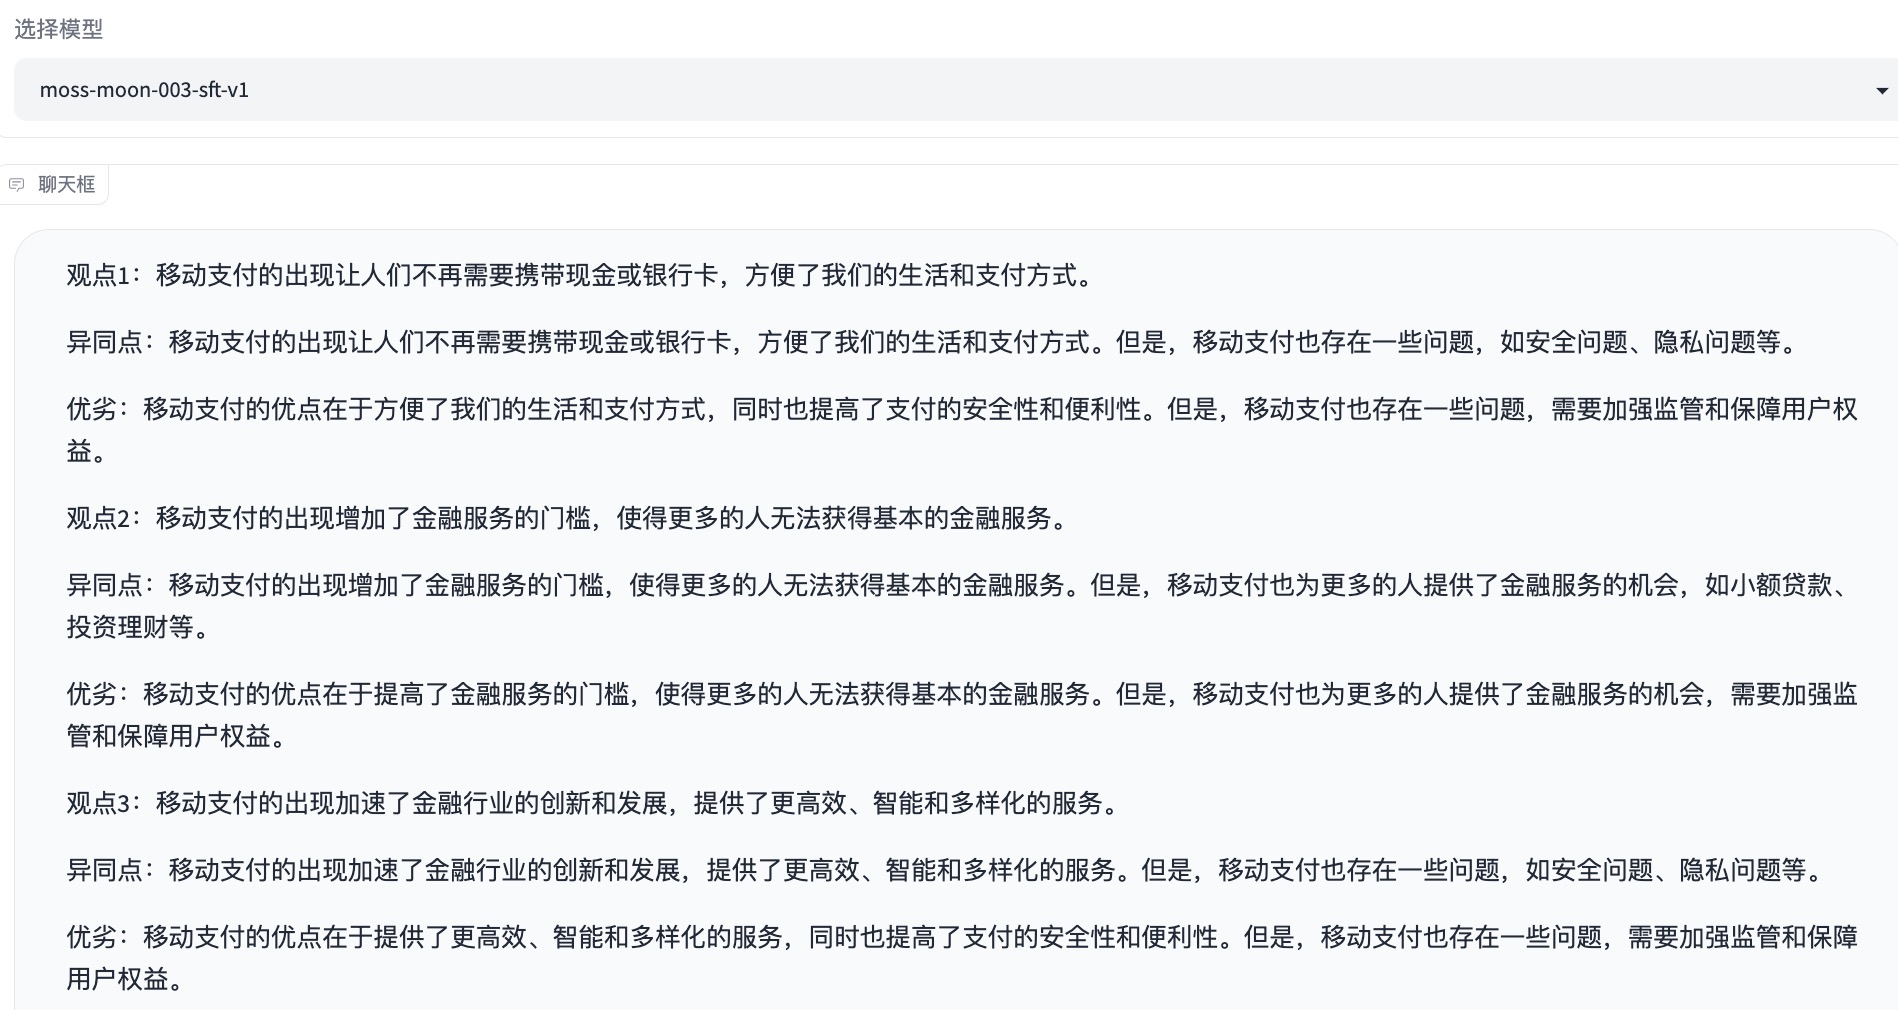 选择模型
moss-moon-003-sft-v1
聊天框
观点1：移动支付的出现让人们不再需要携带现金或银行卡，方便了我们的生活和支付方式。
异同点：移动支付的出现让人们不再需要携带现金或银行卡，方便了我们的生活和支付方式。但是，移动支付也存在一些问题，如安全问题、隐私问题等。
优劣：移动支付的优点在于方便了我们的生活和支付方式，同时也提高了支付的安全性和便利性。但是，移动支付也存在一些问题，需要加强监管和保障用户权
益。
观点2：移动支付的出现增加了金融服务的门槛，使得更多的人无法获得基本的金融服务。
异同点：移动支付的出现增加了金融服务的门槛，使得更多的人无法获得基本的金融服务。但是，移动支付也为更多的人提供了金融服务的机会，如小额贷款、
投资理财等。
优劣：移动支付的优点在于提高了金融服务的门槛，使得更多的人无法获得基本的金融服务。但是，移动支付也为更多的人提供了金融服务的机会，需要加强监
管和保障用户权益。
观点3：移动支付的出现加速了金融行业的创新和发展，提供了更高效、智能和多样化的服务。
异同点：移动支付的出现加速了金融行业的创新和发展，提供了更高效、智能和多样化的服务。但是，移动支付也存在一些问题，如安全问题、隐私问题等。
优劣：移动支付的优点在于提供了更高效、智能和多样化的服务，同时也提高了支付的安全性和便利性。但是，移动支付也存在一些问题，需要加强监管和保障
用户权益。